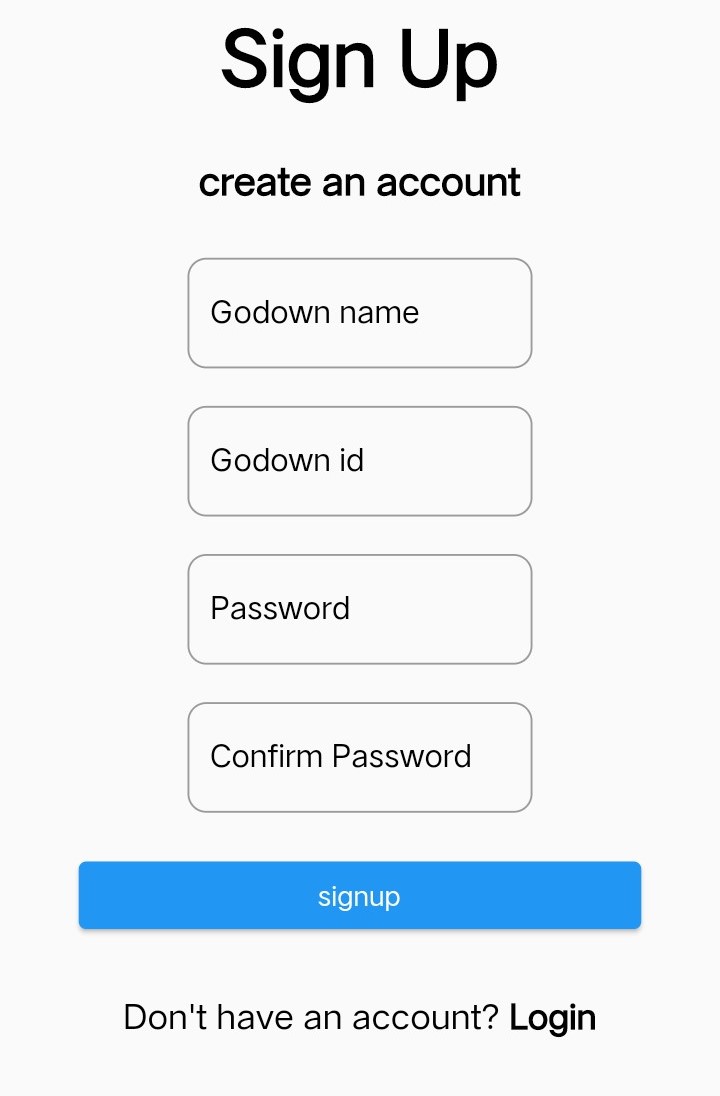 Sign Up
create an account
Godown name
Godown id
Password
Confirm Password
signup
Don't have an account? Login